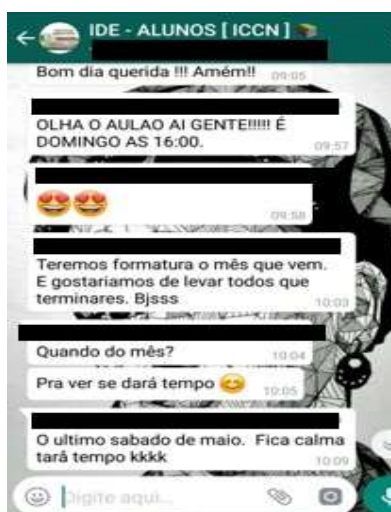 IDE - ALUNOS [ ICCN ]
Bom dia querida !!! Amém!! 09:05
OLHA O AULAO AI GENTE!!!!! É
DOMINGO AS 16:00. 09:57
09:58
Teremos formatura o mês que vem.
E gostariamos de levar todos que
terminares. Bjsss 10:03
Quando do mês? 10:04
Pra ver se dará tempo 10:05
O ultimo sabado de maio. Fica calma
tará tempo kkkk 10:09
Digite aqui...